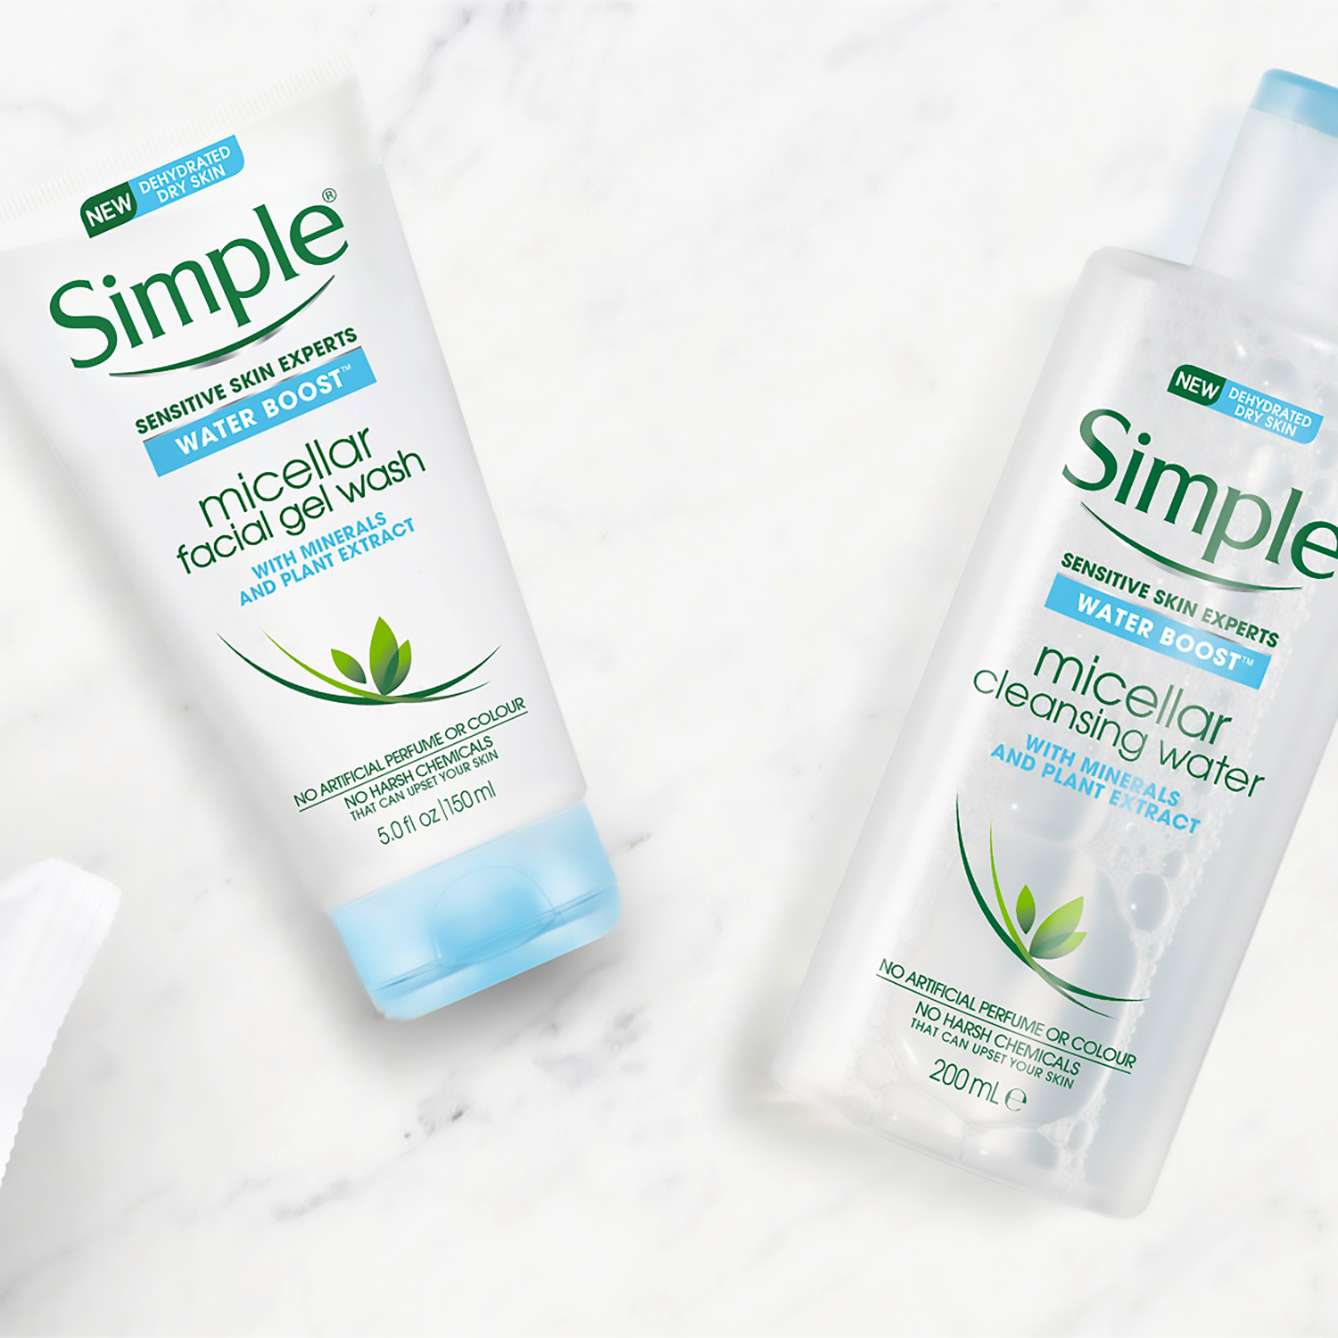 NEW DEHYDRATED
DRY SKIN
Simple®
SENSITIVE SKIN EXPERTS
WATER BOOST™
micellar
facial gel wash
WITH MINERALS
AND PLANT EXTRACT
NO ARTIFICIAL PERFUME OR COLOUR
NO HARSH CHEMICALS
THAT CAN UPSET YOUR SKIN
5.0 fl oz | 150 ml
NEW DEHYDRATED
DRY SKIN
Simple
SENSITIVE SKIN EXPERTS
WATER BOOST™
micellar
cleansing water
WITH MINERALS
AND PLANT EXTRACT
NO ARTIFICIAL PERFUME OR COLOUR
NO HARSH CHEMICALS
THAT CAN UPSET YOUR SKIN
200 mL ℮